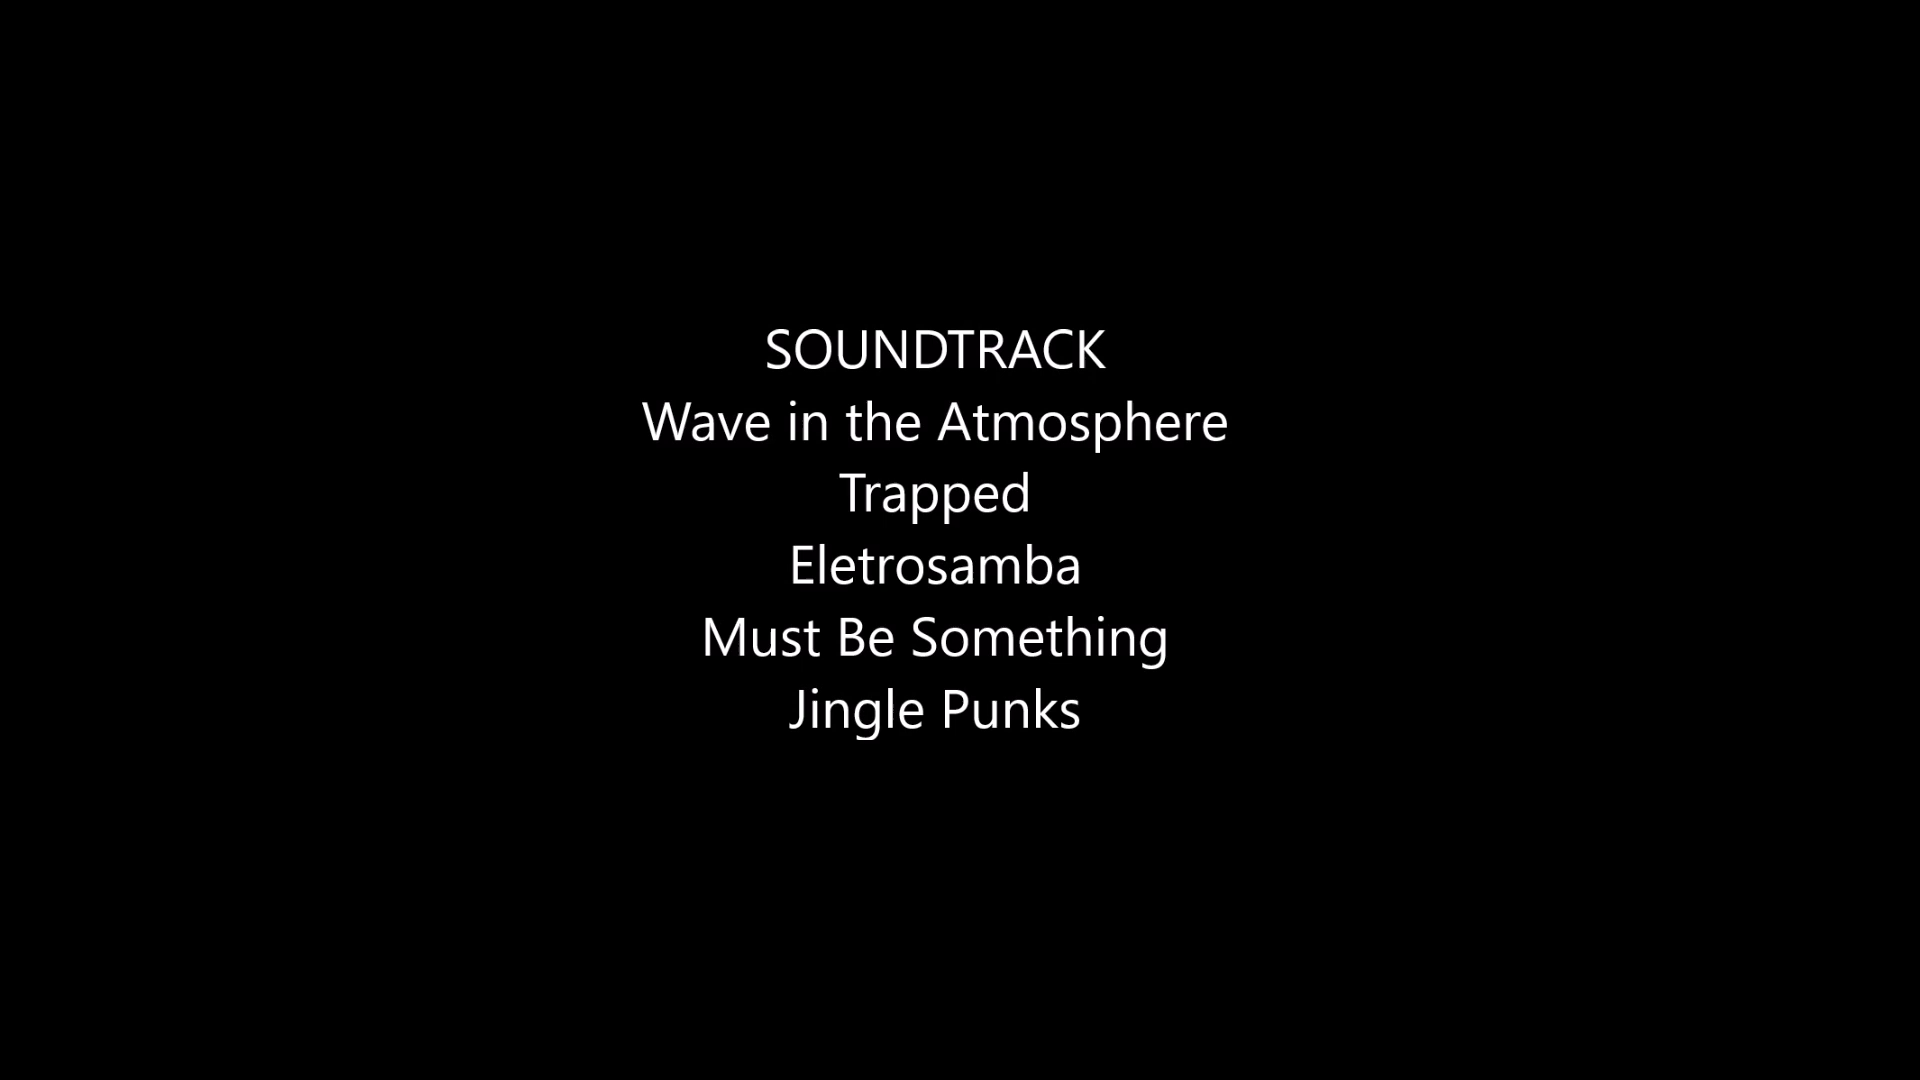 SOUNDTRACK
Wave in the Atmosphere
Trapped
Eletrosamba
Must Be Something
Jingle Punks